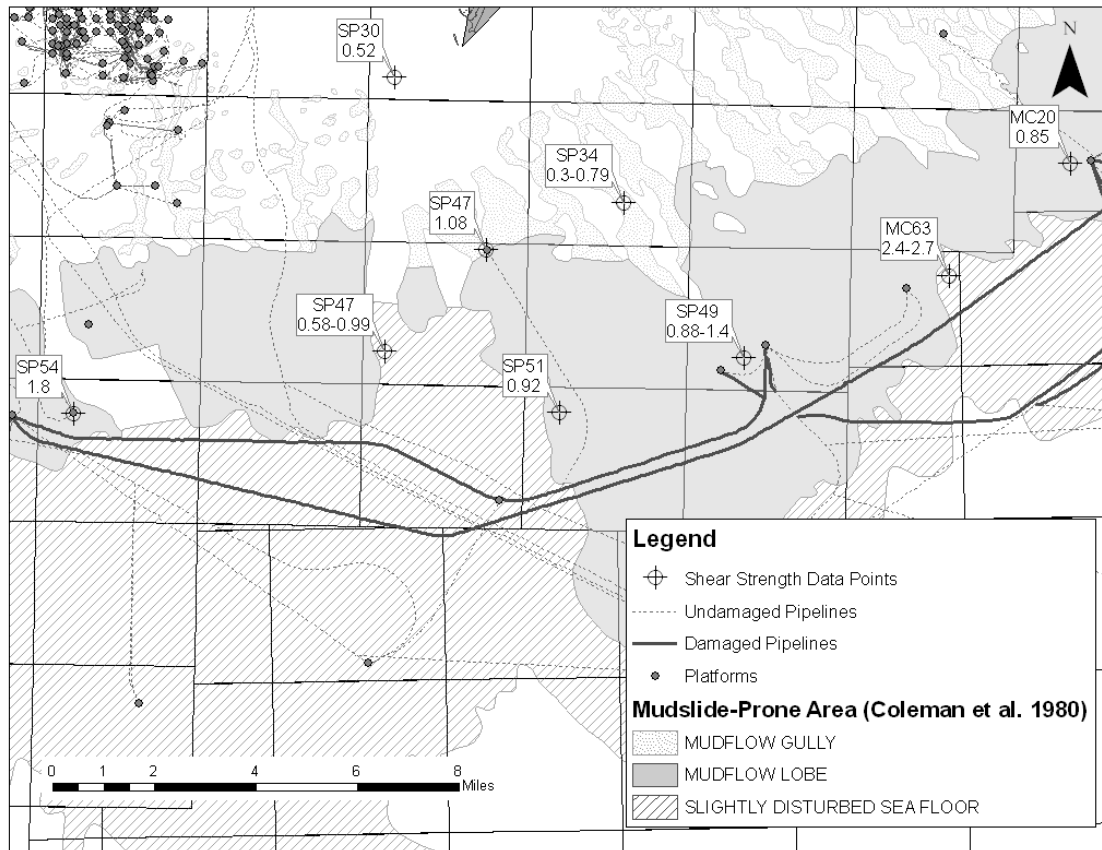 SP30
0.52
N
MC20
0.85
SP34
0.3-0.79
SP47
1.08
MC63
2.4-2.7
SP47
0.58-0.99
SP49
0.88-1.4
SP54
1.8
SP51
0.92
Legend
Shear Strength Data Points
Undamaged Pipelines
Damaged Pipelines
Platforms
Mudslide-Prone Area (Coleman et al. 1980)
MUDFLOW GULLY
MUDFLOW LOBE
SLIGHTLY DISTURBED SEA FLOOR
0 1 2 4 6 8
Miles